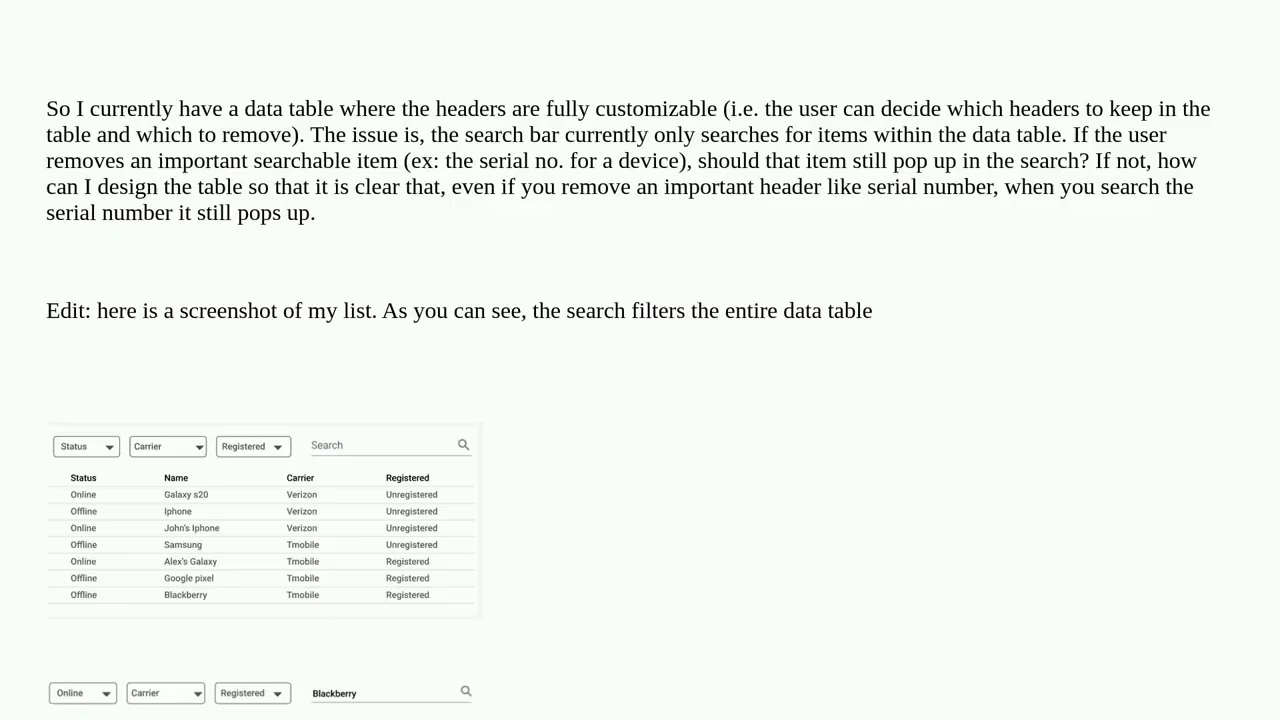 So I currently have a data table where the headers are fully customizable (i.e. the user can decide which headers to keep in the
table and which to remove). The issue is, the search bar currently only searches for items within the data table. If the user
removes an important searchable item (ex: the serial no. for a device), should that item still pop up in the search? If not, how
can I design the table so that it is clear that, even if you remove an important header like serial number, when you search the
serial number it still pops up.
Edit: here is a screenshot of my list. As you can see, the search filters the entire data table
Status Carrier Registered Search
Status Name Carrier Registered
Online Galaxy s20 Verizon Unregistered
Offline Iphone Verizon Unregistered
Online John's Iphone Verizon Unregistered
Offline Samsung Tmobile Unregistered
Online Alex's Galaxy Tmobile Registered
Offline Google pixel Tmobile Registered
Offline Blackberry Tmobile Registered
Online Carrier Registered Blackberry